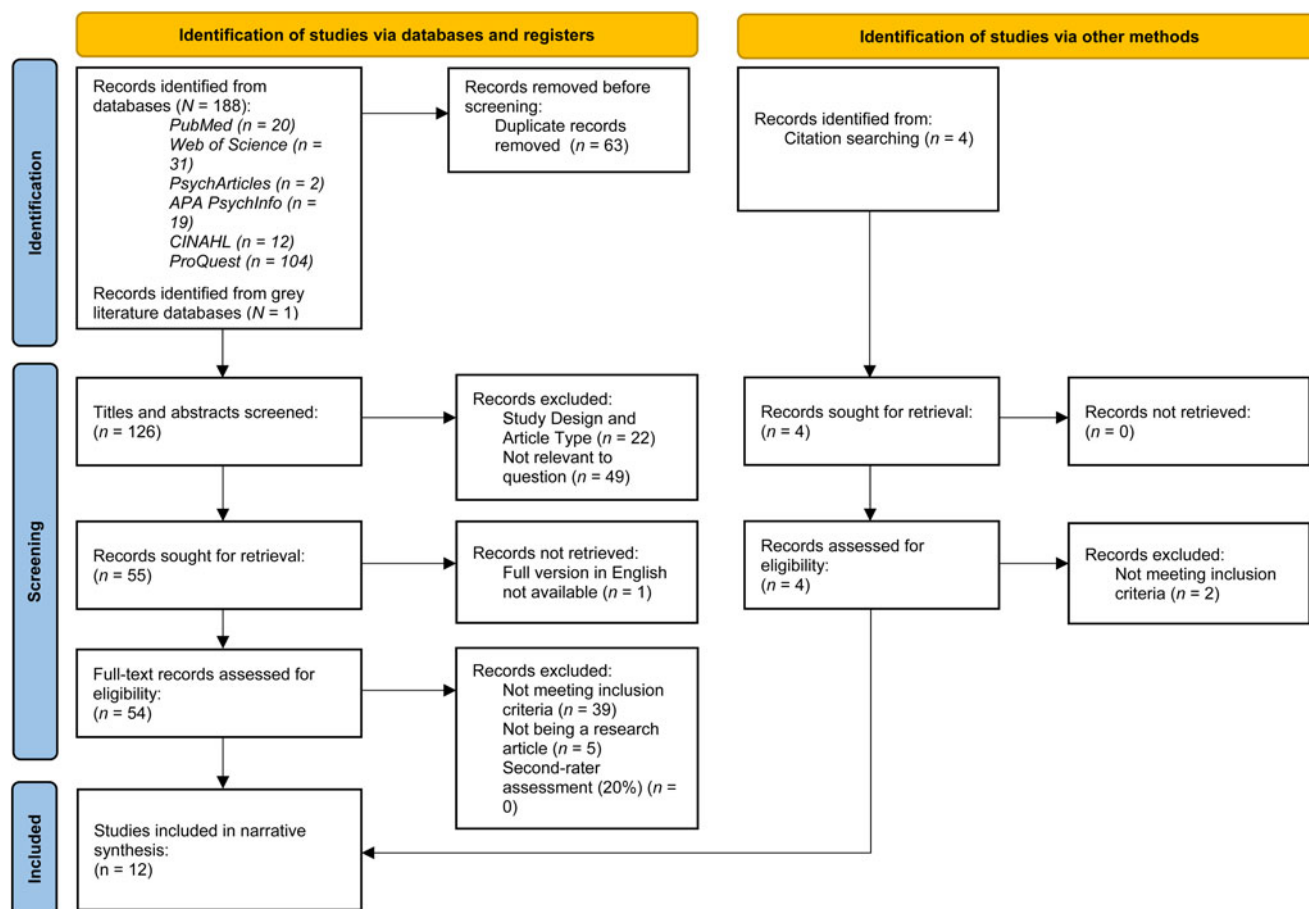 Identification of studies via databases and registers
Identification of studies via other methods
Identification
Records identified from
databases (N = 188):
PubMed (n = 20)
Web of Science (n =
31)
PsychArticles (n = 2)
APA PsychInfo (n =
19)
CINAHL (n = 12)
ProQuest (n = 104)
Records identified from grey
literature databases (N = 1)
Records removed before
screening:
Duplicate records
removed (n = 63)
Records identified from:
Citation searching (n = 4)
Screening
Titles and abstracts screened:
(n = 126)
Records excluded:
Study Design and
Article Type (n = 22)
Not relevant to
question (n = 49)
Records sought for retrieval:
(n = 4)
Records not retrieved:
(n = 0)
Records sought for retrieval:
(n = 55)
Records not retrieved:
Full version in English
not available (n = 1)
Records assessed for
eligibility:
(n = 4)
Records excluded:
Not meeting inclusion
criteria (n = 2)
Full-text records assessed for
eligibility:
(n = 54)
Records excluded:
Not meeting inclusion
criteria (n = 39)
Not being a research
article (n = 5)
Second-rater
assessment (20%) (n =
0)
Included
Studies included in narrative
synthesis:
(n = 12)